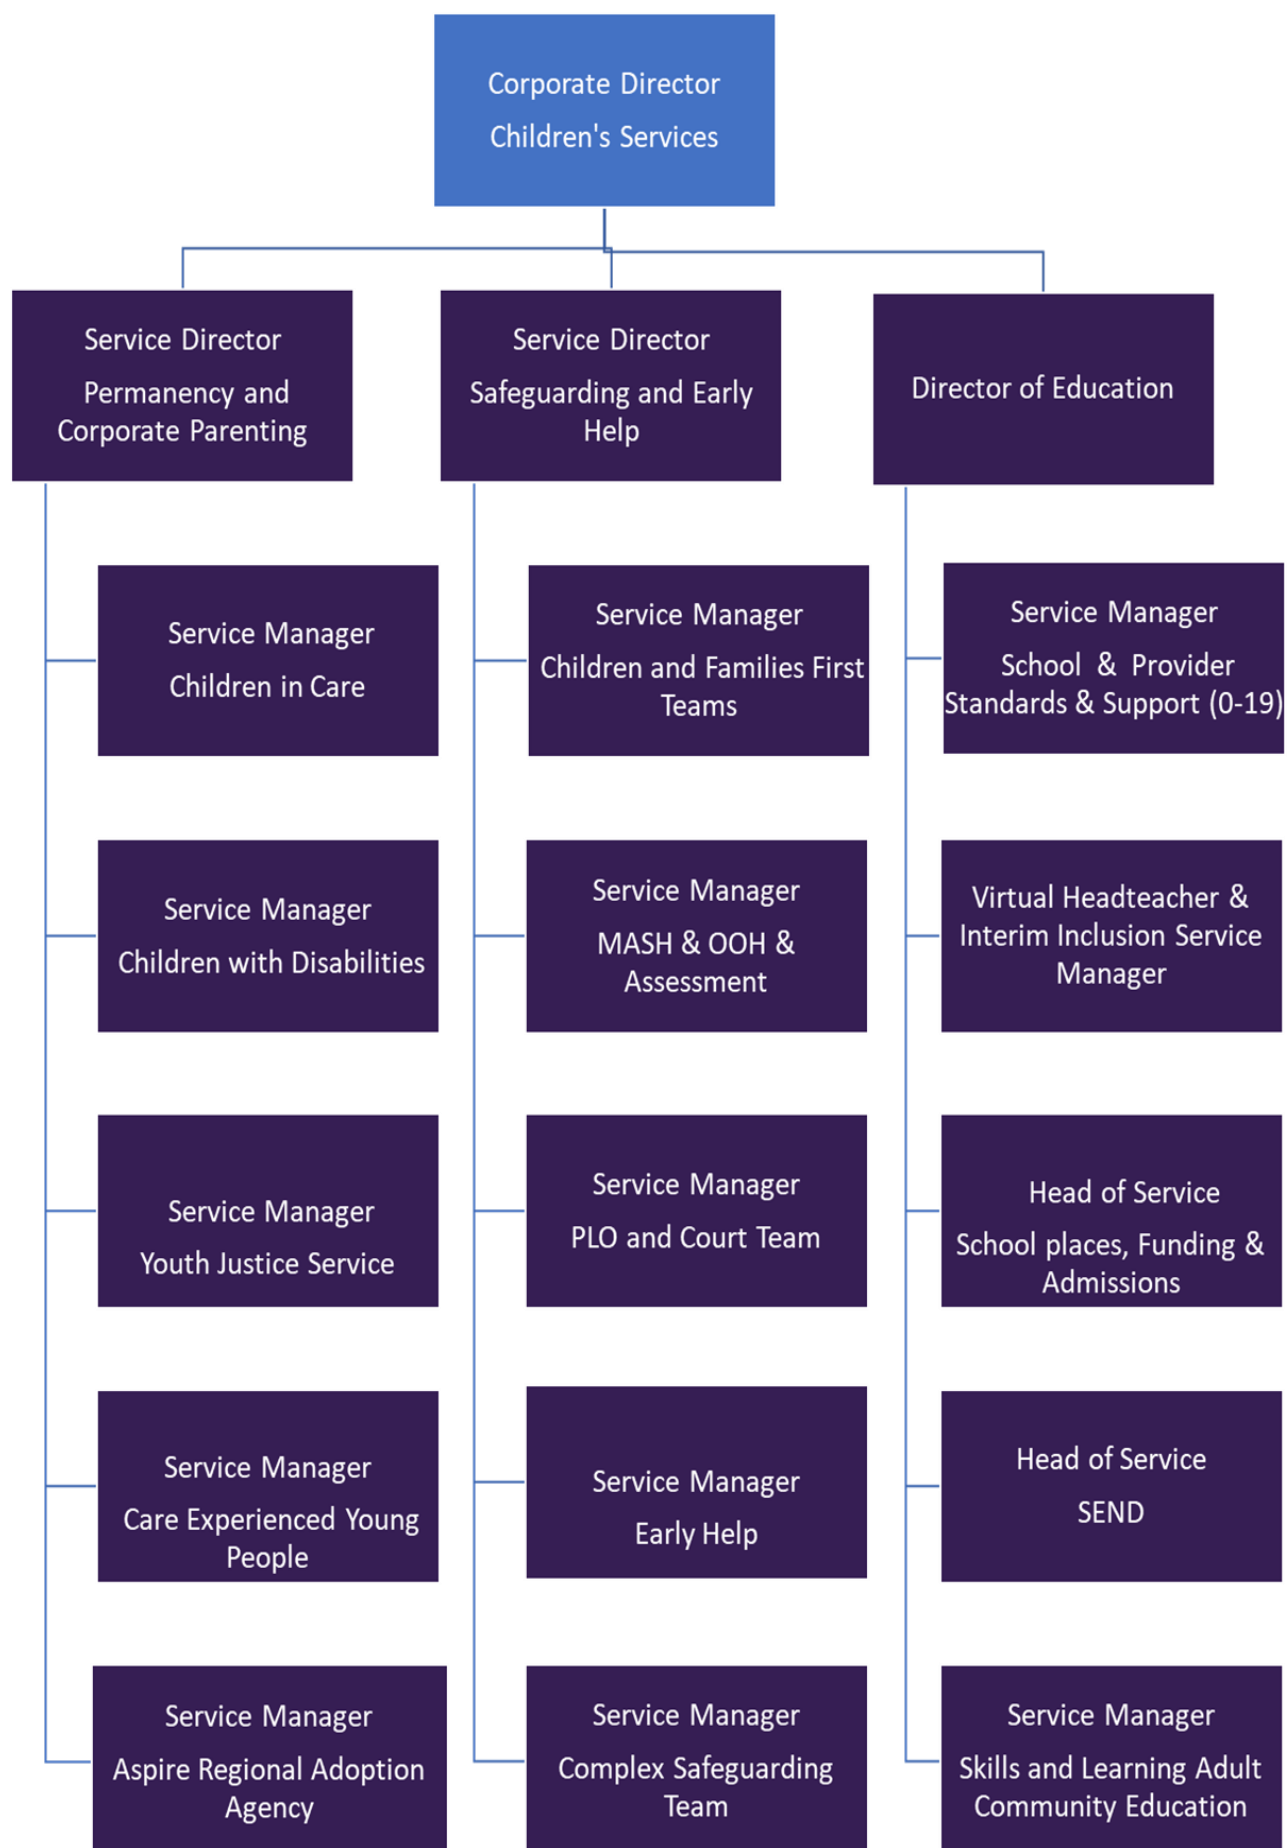 Corporate Director
Children's Services
Service Director
Permanency and
Corporate Parenting
Service Director
Safeguarding and Early
Help
Director of Education
Service Manager
Children in Care
Service Manager
Children with Disabilities
Service Manager
Youth Justice Service
Service Manager
Care Experienced Young
People
Service Manager
Aspire Regional Adoption
Agency
Service Manager
Children and Families First
Teams
Service Manager
MASH & OOH &
Assessment
Service Manager
PLO and Court Team
Service Manager
Early Help
Service Manager
Complex Safeguarding
Team
Service Manager
School & Provider
Standards & Support (0-19)
Virtual Headteacher &
Interim Inclusion Service
Manager
Head of Service
School places, Funding &
Admissions
Head of Service
SEND
Service Manager
Skills and Learning Adult
Community Education